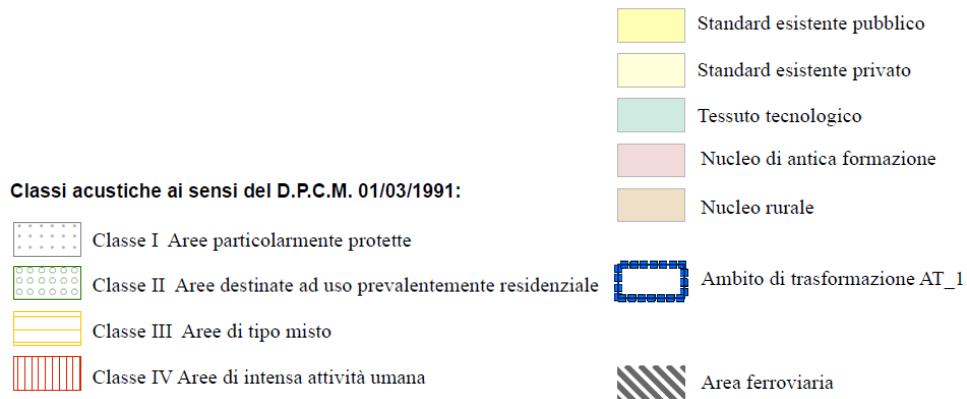 Classi acustiche ai sensi del D.P.C.M. 01/03/1991:
Classe I  Aree particolarmente protette
Classe II  Aree destinate ad uso prevalentemente residenziale
Classe III  Aree di tipo misto
Classe IV Aree di intensa attività umana
Standard esistente pubblico
Standard esistente privato
Tessuto tecnologico
Nucleo di antica formazione
Nucleo rurale
Ambito di trasformazione AT_1
Area ferroviaria